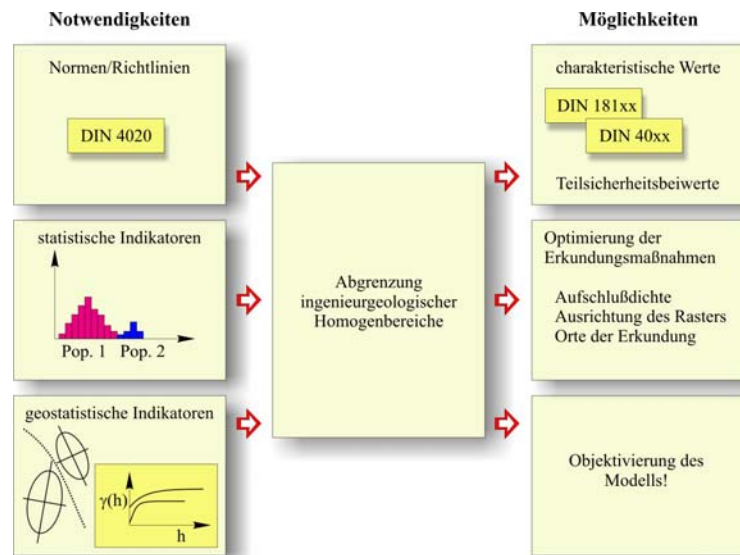 Notwendigkeiten
Normen/Richtlinien
DIN 4020
statistische Indikatoren
Pop. 1 Pop. 2
geostatistische Indikatoren
γ(h)
h
Abgrenzung
ingenieurgeologischer
Homogenbereiche
Möglichkeiten
charakteristische Werte
DIN 181xx
DIN 40xx
Teilsicherheitsbeiwerte
Optimierung der
Erkundungsmaßnahmen
Aufschlußdichte
Ausrichtung des Rasters
Orte der Erkundung
Objektivierung des
Modells!